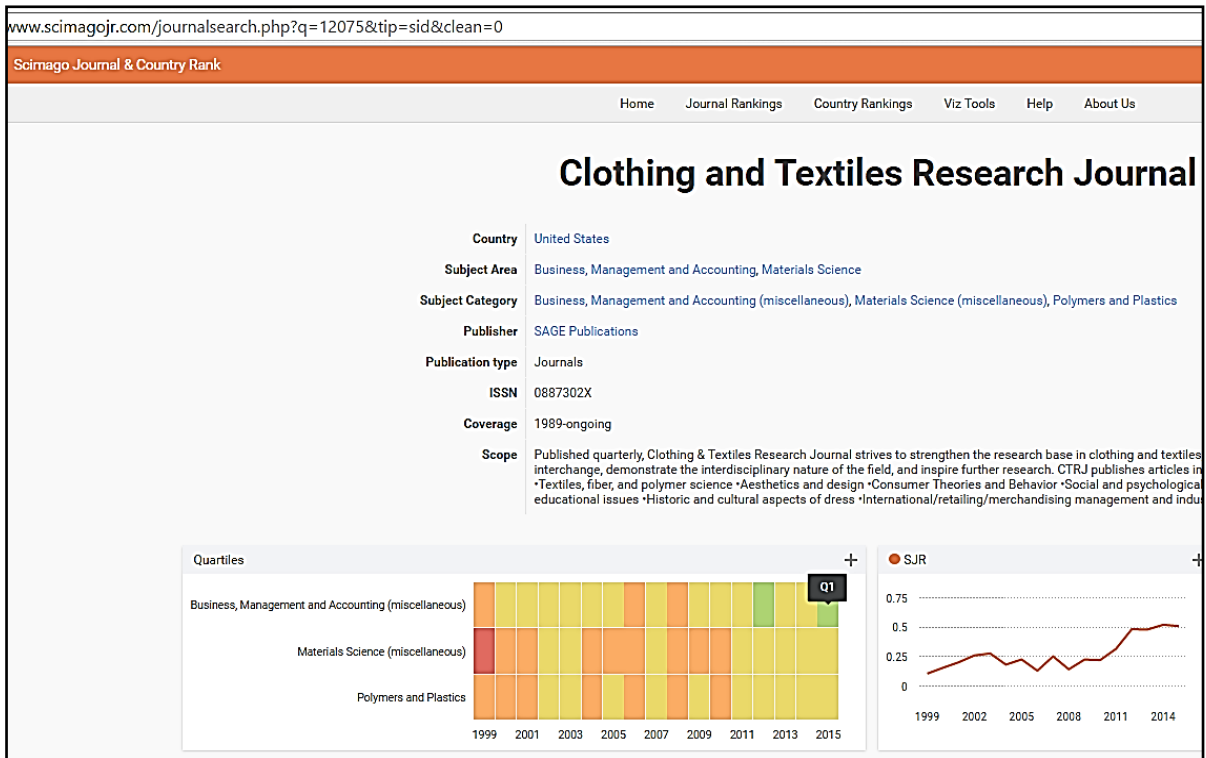 www.scimagojr.com/journalsearch.php?q=12075&tip=sid&clean=0
Scimago Journal & Country Rank
Home Journal Rankings Country Rankings Viz Tools Help About Us
Clothing and Textiles Research Journal
Country United States
Subject Area Business, Management and Accounting, Materials Science
Subject Category Business, Management and Accounting (miscellaneous), Materials Science (miscellaneous), Polymers and Plastics
Publisher SAGE Publications
Publication type Journals
ISSN 0887302X
Coverage 1989-ongoing
Scope Published quarterly, Clothing & Textiles Research Journal strives to strengthen the research base in clothing and textiles
interchange, demonstrate the interdisciplinary nature of the field, and inspire further research. CTRJ publishes articles in
•Textiles, fiber, and polymer science •Aesthetics and design •Consumer Theories and Behavior •Social and psychological
educational issues •Historic and cultural aspects of dress •International/retailing/merchandising management and
Quartiles +
Q1
Business, Management and Accounting (miscellaneous)
Materials Science (miscellaneous)
Polymers and Plastics
1999 2001 2003 2005 2007 2009 2011 2013 2015
SJR +
0.75
0.5
0.25
0
1999 2002 2005 2008 2011 2014